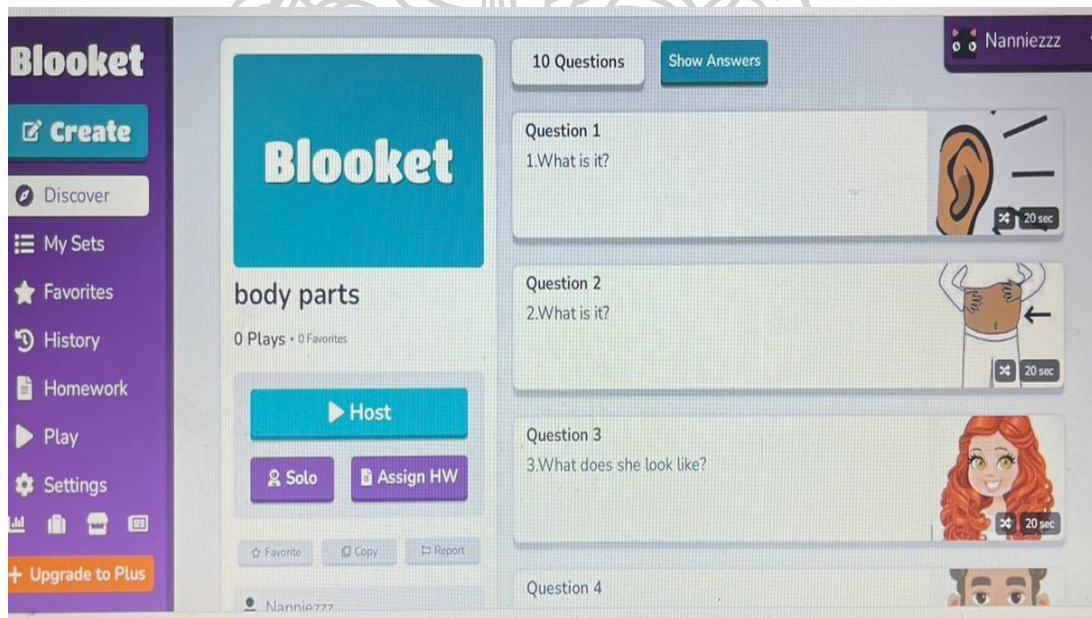 Blooket
Create
Discover
My Sets
Favorites
History
Homework
Play
Settings
+ Upgrade to Plus
Blooket
body parts
0 Plays • 0 Favorites
Host
Solo
Assign HW
Favorite
Copy
Report
Nanniezzz
10 Questions
Show Answers
Nanniezzz
Question 1
1.What is it?
20 sec
Question 2
2.What is it?
20 sec
Question 3
3.What does she look like?
20 sec
Question 4